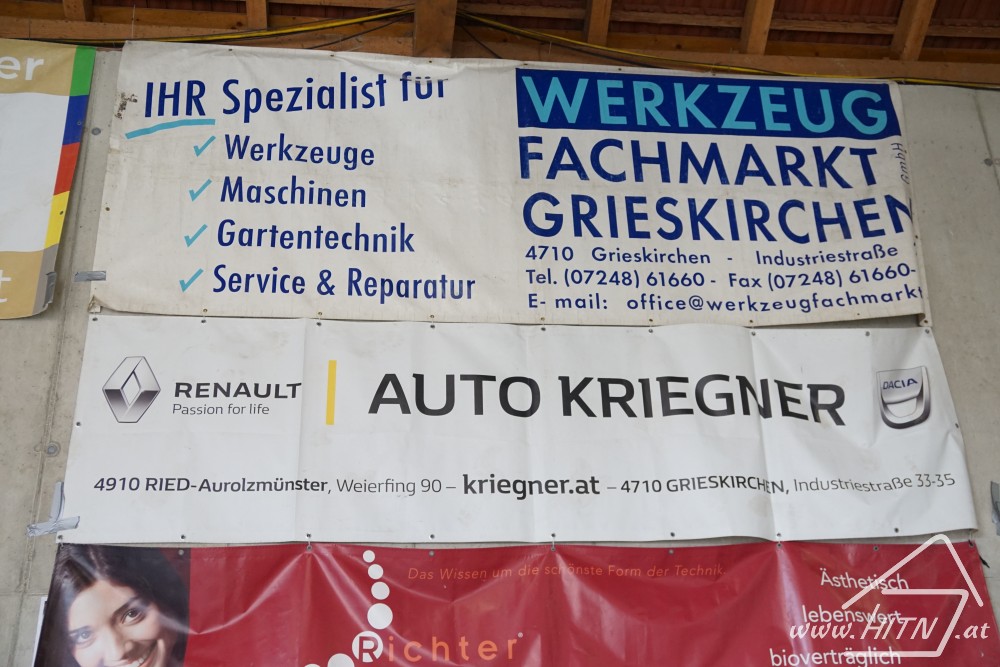 er
t
IHR Spezialist für
Werkzeuge
Maschinen
Gartentechnik
Service & Reparatur
WERKZEUG
FACHMARKT
GRIESKIRCHEN
4710 Grieskirchen - Industriestraße
Tel. (07248) 61660 - Fax (07248) 61660-
E-mail: office@werkzeugfachmarkt
RENAULT
Passion for life
AUTO KRIEGNER
DACIA
4910 RIED-Aurolzmünster, Weierfing 90 – kriegner.at – 4710 GRIESKIRCHEN, Industriestraße 33-35
Das Wissen um die schönste Form der Technik.
Richter
Ästhetisch
lebenswert
bioverträglich
www.HITN.at